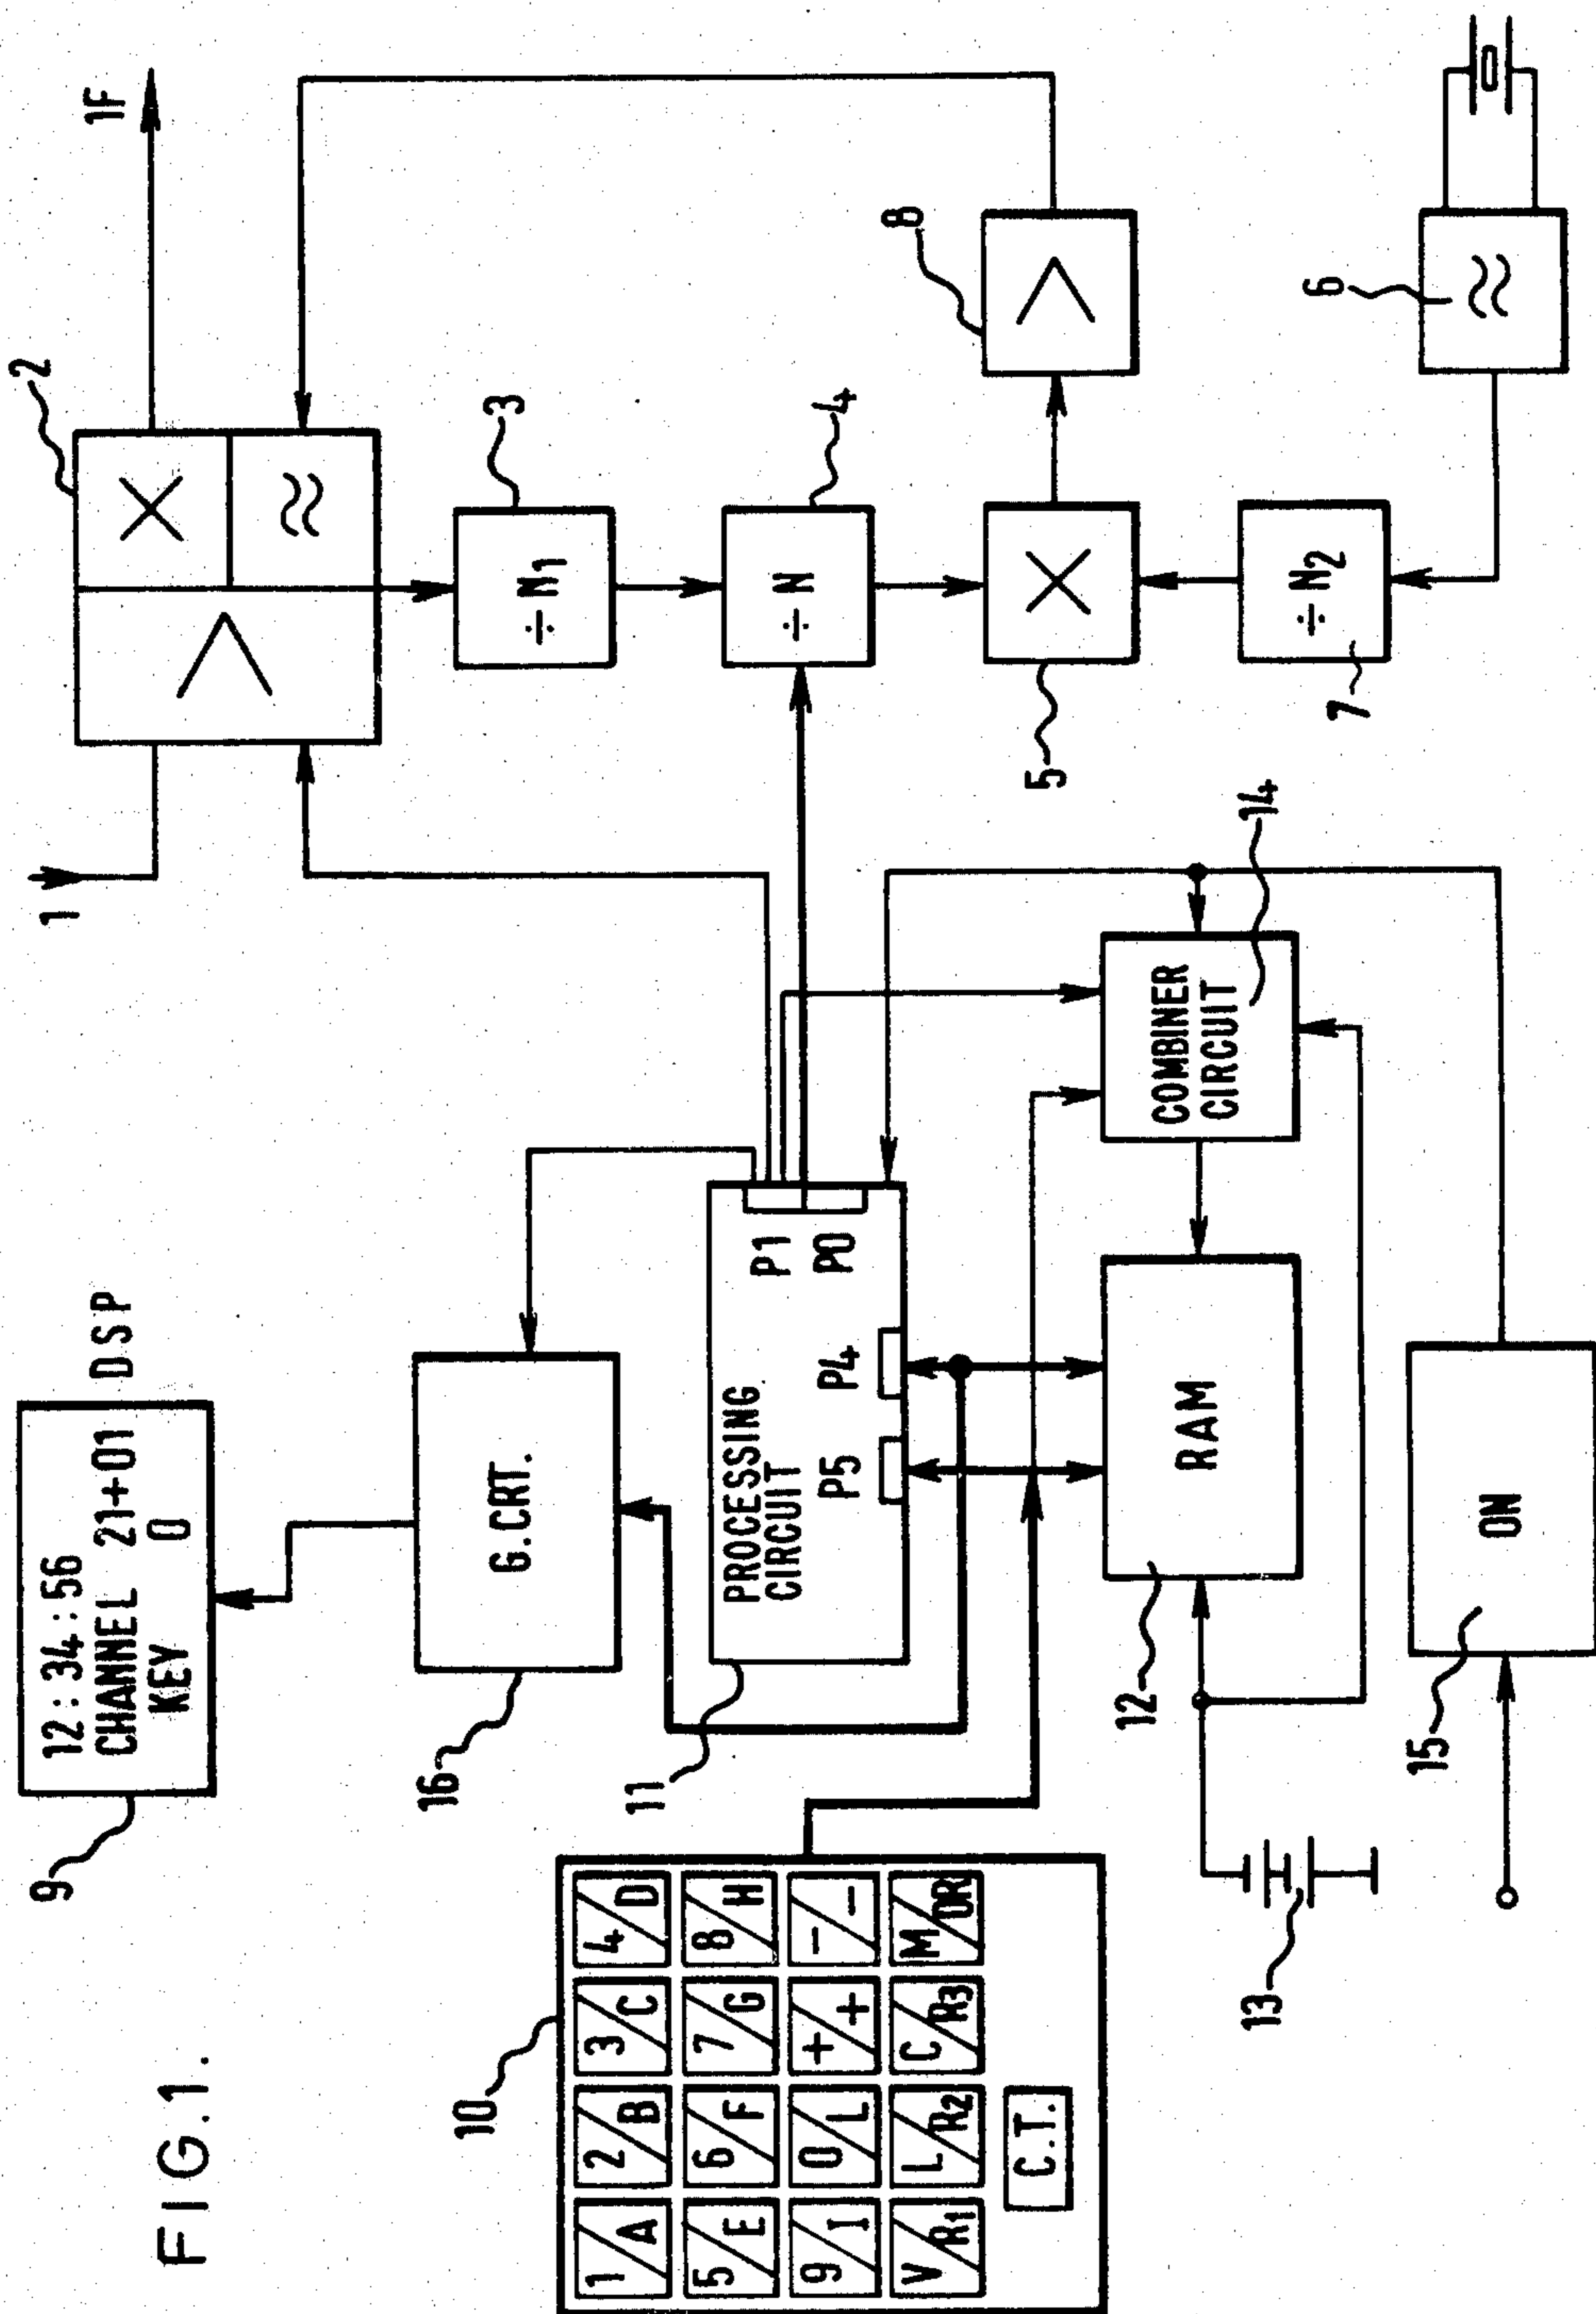 FIG.1.
9
12:34:56
CHANNEL 21+01
KEY 0
DSP
1
2
1F
16
G.CRT.
3
÷ N1
10
1/A 2/B 3/C 4/D
5/E 6/F 7/G 8/H
9/I 0/L +/+ -/-
V/R1 L/R2 C/R3 M/OR
C.T.
11
PROCESSING
CIRCUIT
P1
P0
P5 P4
4
÷ N
5
8
COMBINER
CIRCUIT
14
12
RAM
7
÷ N2
6
13
15
ON